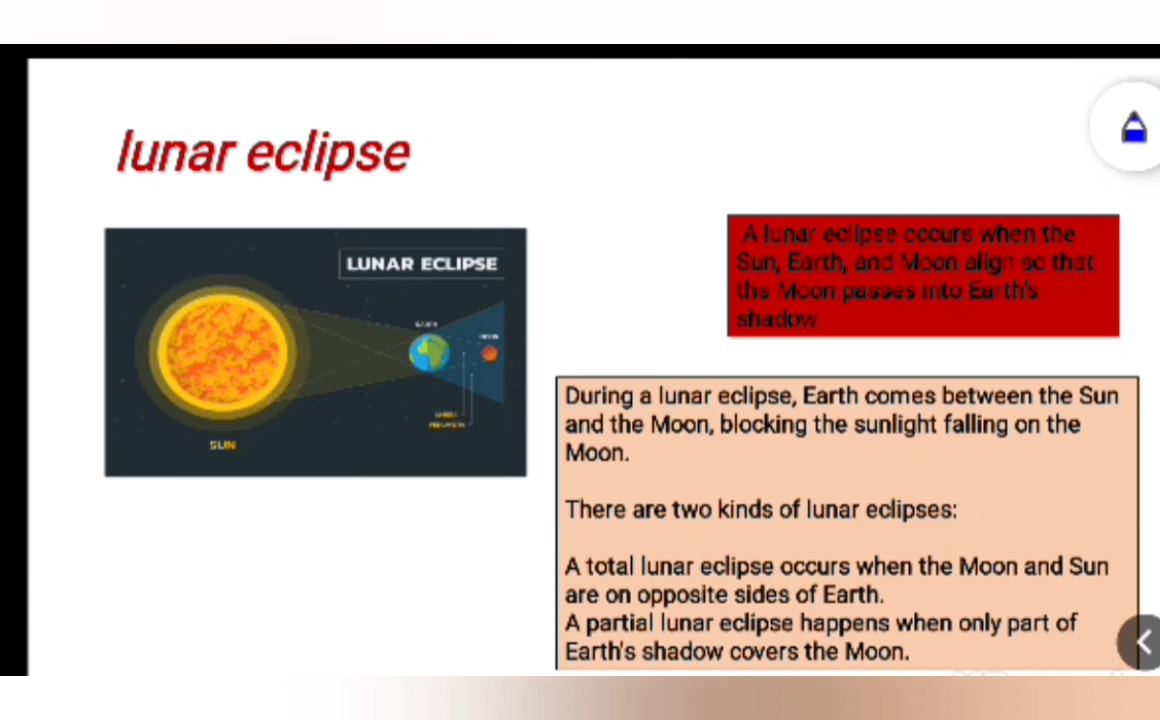 lunar eclipse
LUNAR ECLIPSE
EARTH
MOON
UMBRA
PENUMBRA
SUN
A lunar eclipse occurs when the
Sun, Earth, and Moon align so that
the Moon passes into Earth's
shadow
During a lunar eclipse, Earth comes between the Sun
and the Moon, blocking the sunlight falling on the
Moon.
There are two kinds of lunar eclipses:
A total lunar eclipse occurs when the Moon and Sun
are on opposite sides of Earth.
A partial lunar eclipse happens when only part of
Earth's shadow covers the Moon.